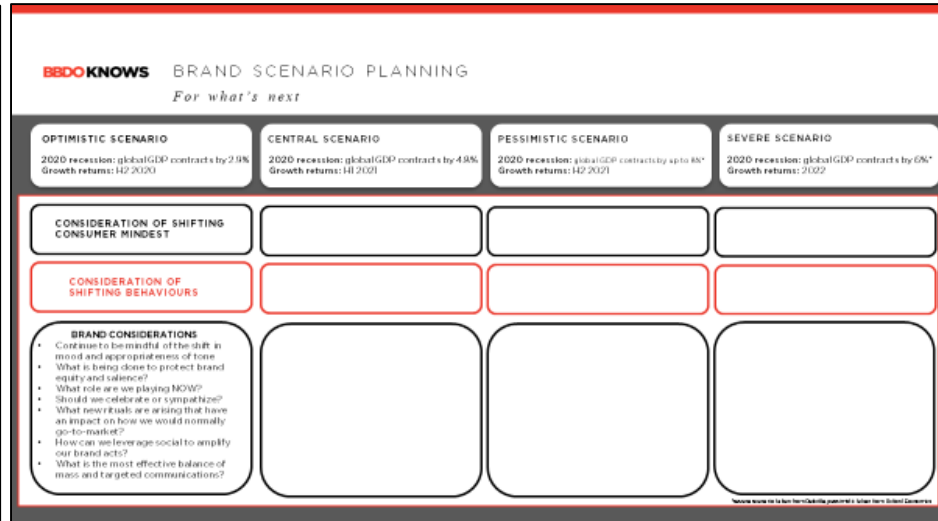 BBDO KNOWS BRAND SCENARIO PLANNING
For what's next
OPTIMISTIC SCENARIO
2020 recession: global GDP contracts by 2.9%
Growth returns: H2 2020
CENTRAL SCENARIO
2020 recession: global GDP contracts by 4.9%
Growth returns: H1 2021
PESSIMISTIC SCENARIO
2020 recession: global GDP contracts by up to 8%*
Growth returns: H2 2021
SEVERE SCENARIO
2020 recession: global GDP contracts by 6%*
Growth returns: 2022
CONSIDERATION OF SHIFTING
CONSUMER MINDEST
CONSIDERATION OF
SHIFTING BEHAVIOURS
BRAND CONSIDERATIONS
• Continue to be mindful of the shift in
mood and appropriateness of tone
• What is being done to protect brand
equity and salience?
• What role are we playing NOW?
• Should we celebrate or sympathize?
• What new rituals are arising that have
an impact on how we would normally
go-to-market?
• How can we leverage social to amplify
our brand acts?
• What is the most effective balance of
mass and targeted communications?